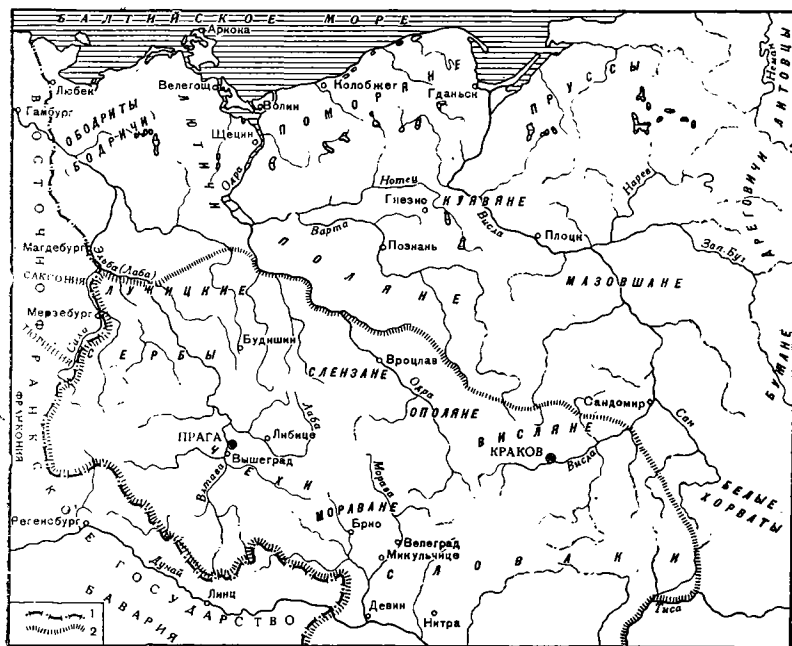 БАЛТИЙСКОЕ МОРЕ
Аркона
Любек
Гамбург
Велегощ
Волин
Колобжег
Гданьск
Неман
ЛИТОВЦЫ
ПРУССЫ
ПОМОРЯНЕ
ОБОДРИТЫ
(БОДРИЧИ)
ЛЮТИЧИ
Щецин
Одра
Нотец
Гнезно
КУЯВЯНЕ
Висла
Нарев
ДРЕГОВИЧИ
Варта
Познань
Плоцк
Зап. Буг
ПОЛЯНЕ
МАЗОВШАНЕ
Магдебург
Эльба (Лаба)
САКСОНИЯ
ЛУЖИЦКИЕ
СЕРБЫ
Мерзебург
Сала
ТЮРИНГИЯ
Будишин
СЛЕНЗАНЕ
Вроцлав
Одра
ОПОЛЯНЕ
Сандомир
БУЖАНЕ
Сан
ФРАНКОНИЯ
ВОСТОЧНО-ФРАНКСКОЕ ГОСУДАРСТВО
ПРАГА
Либице
Лаба
Вышеград
ЧЕХИ
Влтава
ВИСЛЯНЕ
КРАКОВ
Висла
БЕЛЫЕ
ХОРВАТЫ
Морава
МОРАВАНЕ
Брно
Велеград
Микульчице
СЛОВАКИ
Регенсбург
Дунай
Линц
БАВАРИЯ
Девин
Нитра
Тиса
1
2